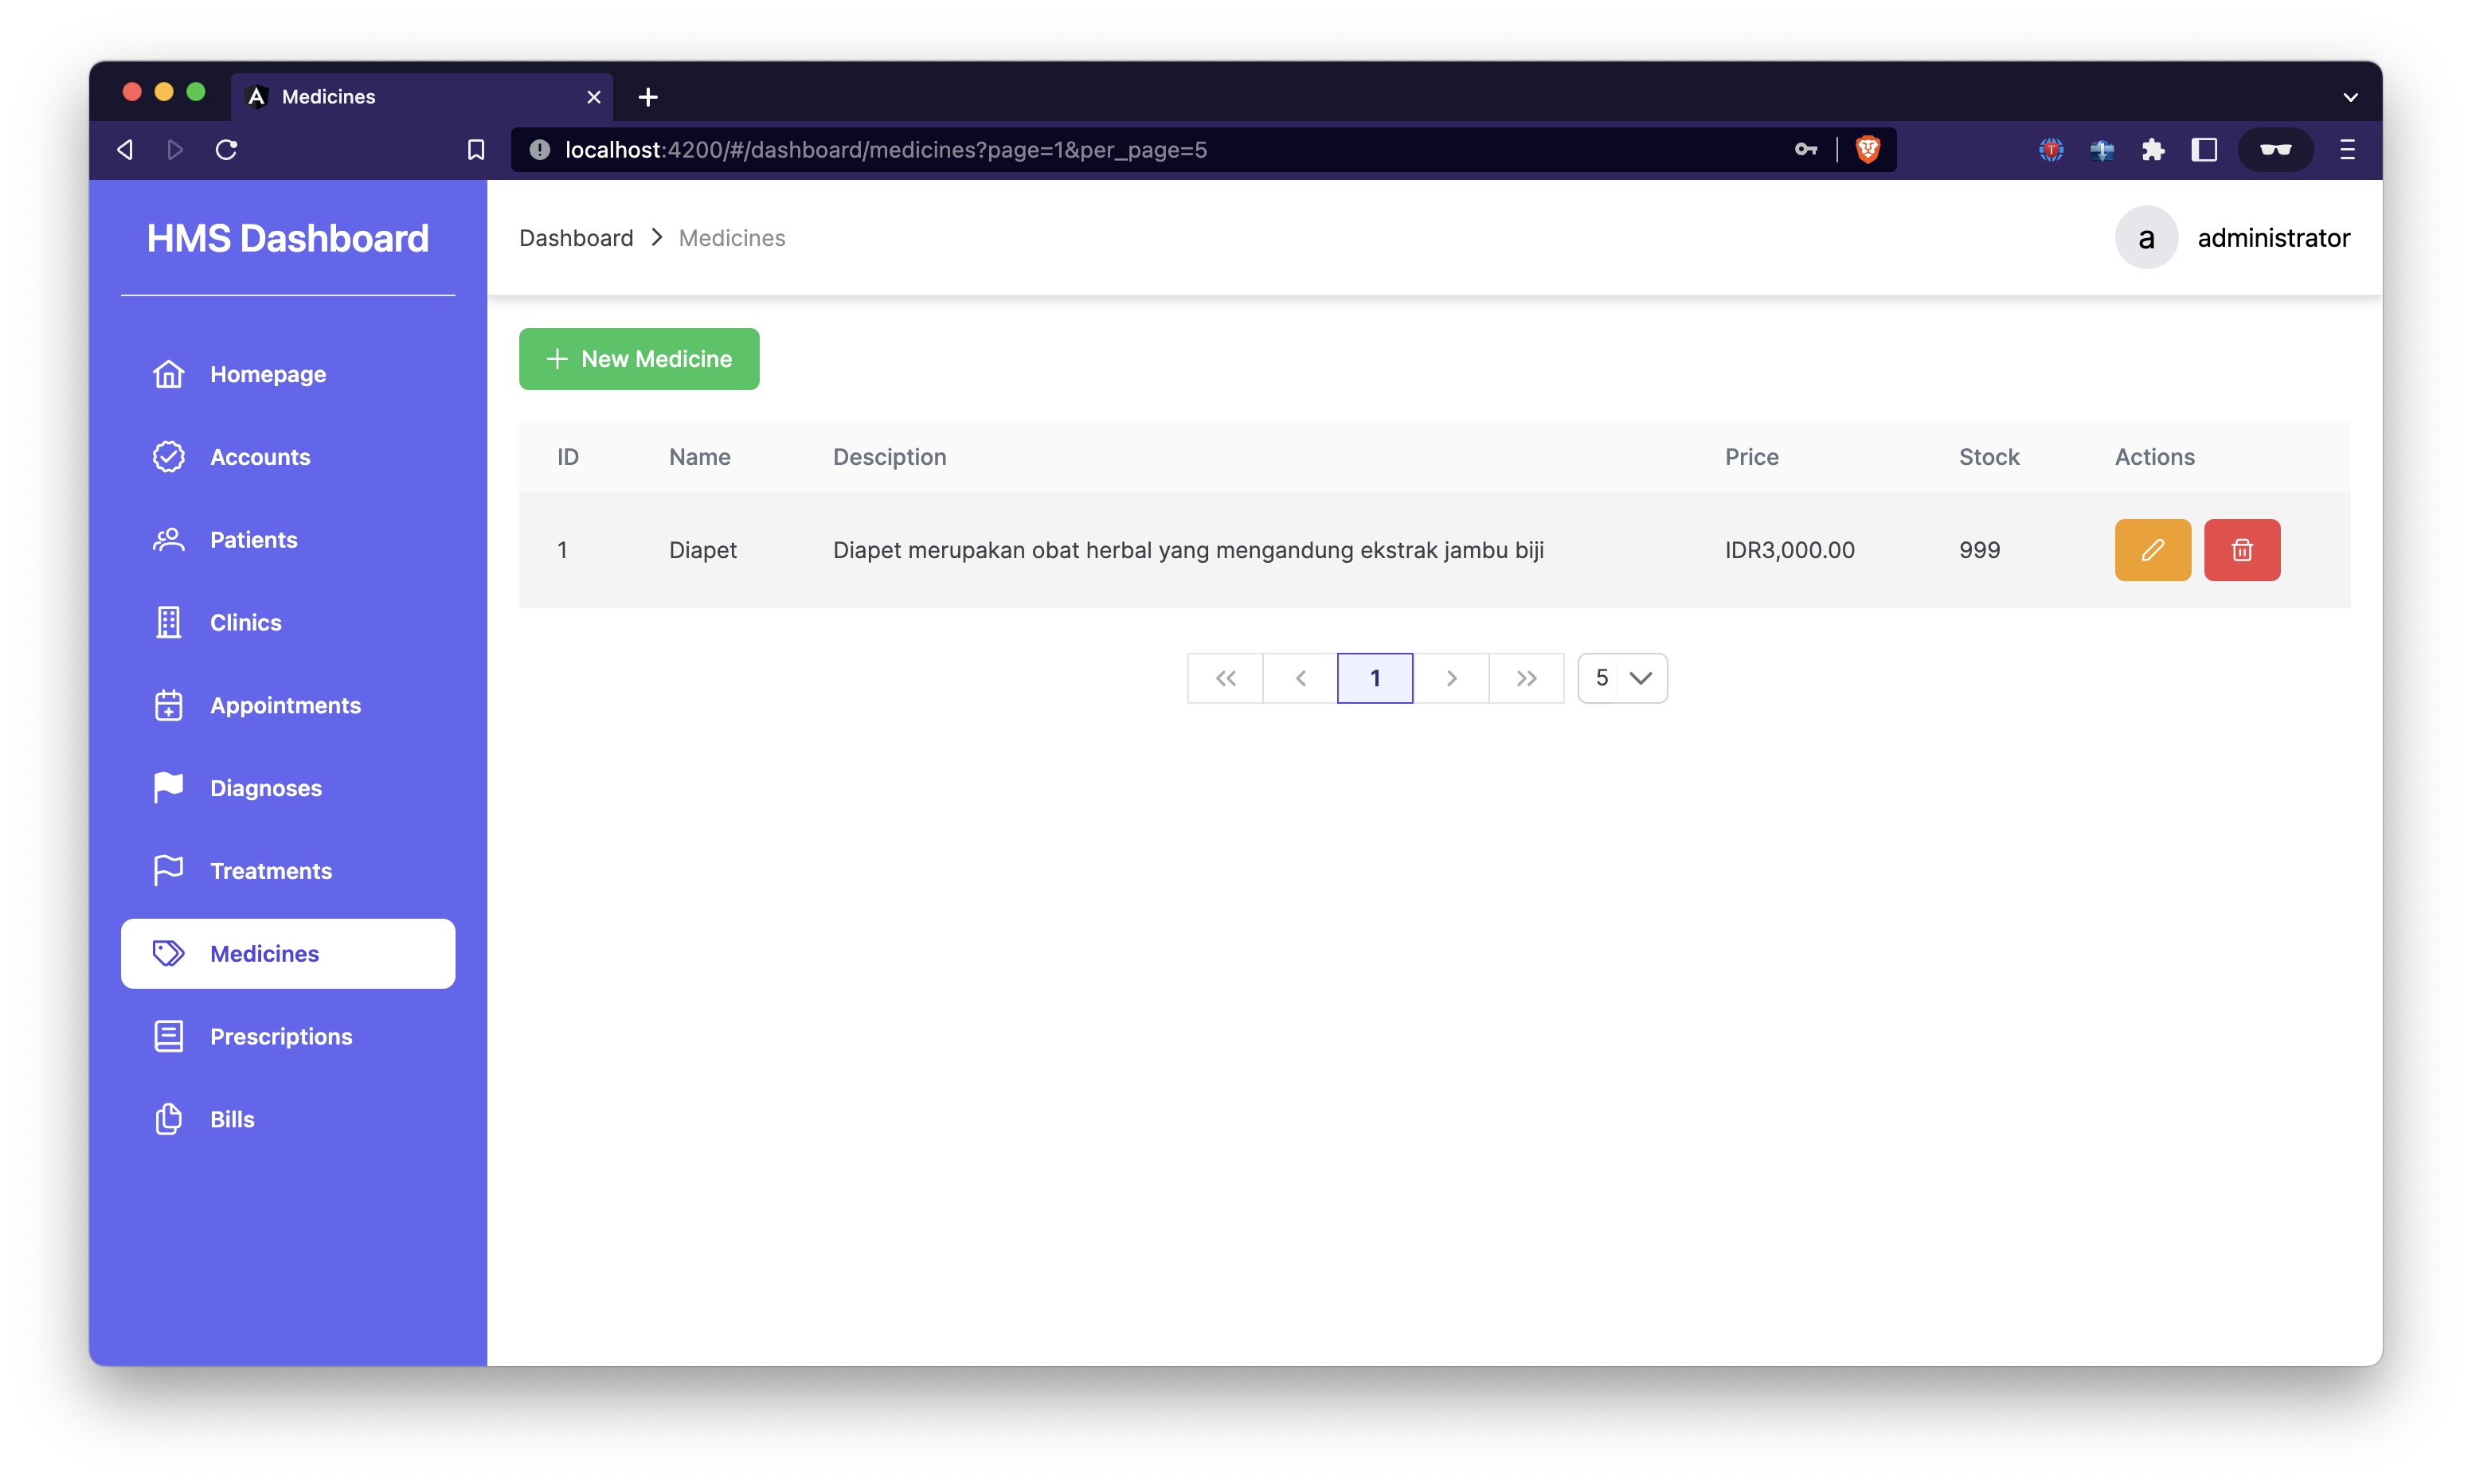 Medicines
localhost:4200/#/dashboard/medicines?page=1&per_page=5
HMS Dashboard
Dashboard > Medicines
a administrator
Homepage
Accounts
Patients
Clinics
Appointments
Diagnoses
Treatments
Medicines
Prescriptions
Bills
+ New Medicine
ID Name Desciption Price Stock Actions
1 Diapet Diapet merupakan obat herbal yang mengandung ekstrak jambu biji IDR3,000.00 999
1 5